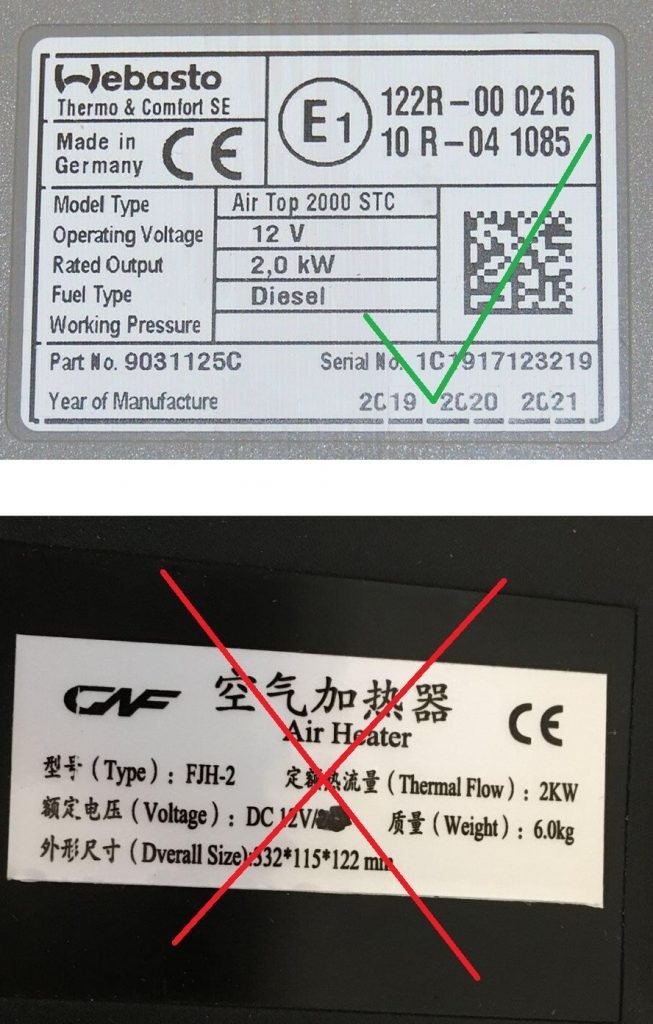 Webasto
Thermo & Comfort SE
Made in
Germany
CE
E1
122R-00 0216
10 R-04 1085
Model Type Air Top 2000 STC
Operating Voltage 12 V
Rated Output 2,0 kW
Fuel Type Diesel
Working Pressure
Part No. 9031125C Serial No. 1C1917123219
Year of Manufacture 2019 2020 2021
GNF 空气加热器 CE
Air Heater
型号(Type): FJH-2 定额热流量(Thermal Flow): 2KW
额定电压(Voltage): DC 12V/ 质量(Weight): 6.0kg
外形尺寸(Dverall Size):332*115*122 mm